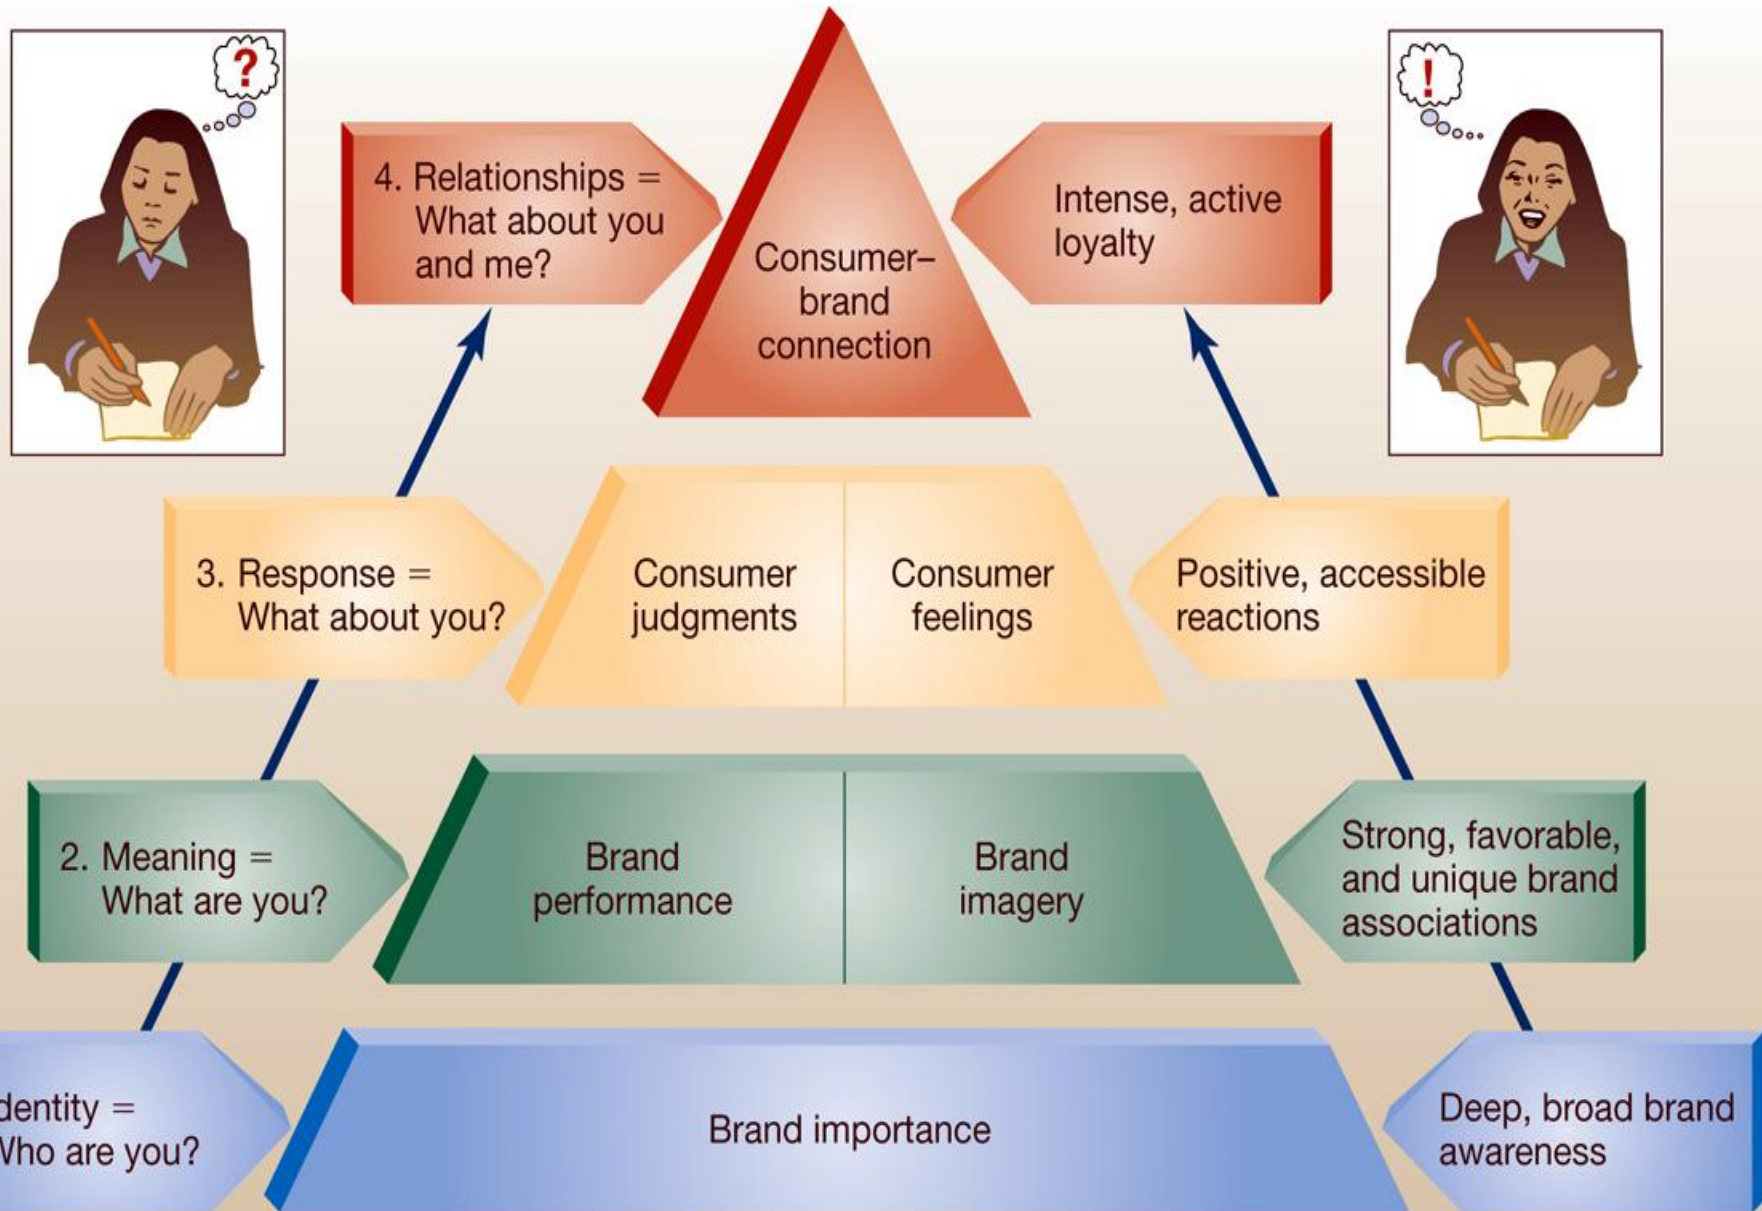 ?
!
4. Relationships =
What about you
and me?
Consumer–
brand
connection
Intense, active
loyalty
3. Response =
What about you?
Consumer
judgments
Consumer
feelings
Positive, accessible
reactions
2. Meaning =
What are you?
Brand
performance
Brand
imagery
Strong, favorable,
and unique brand
associations
dentity =
Who are you?
Brand importance
Deep, broad brand
awareness